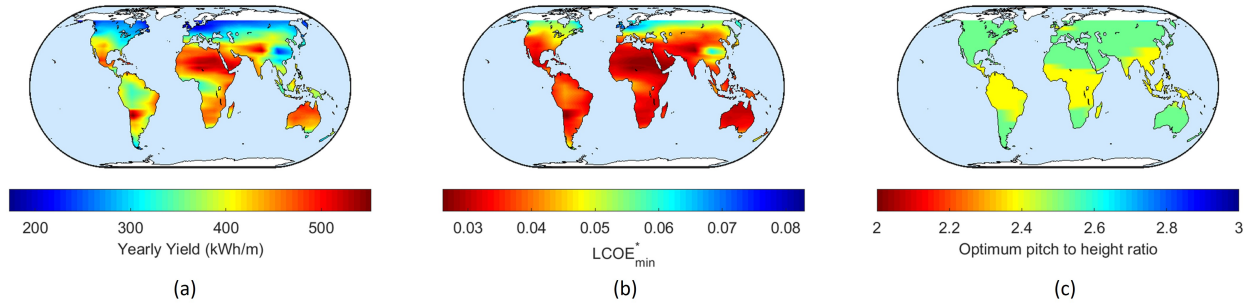 200 300 400 500
Yearly Yield (kWh/m)
(a)
0.03 0.04 0.05 0.06 0.07 0.08
LCOE*min
(b)
2 2.2 2.4 2.6 2.8 3
Optimum pitch to height ratio
(c)